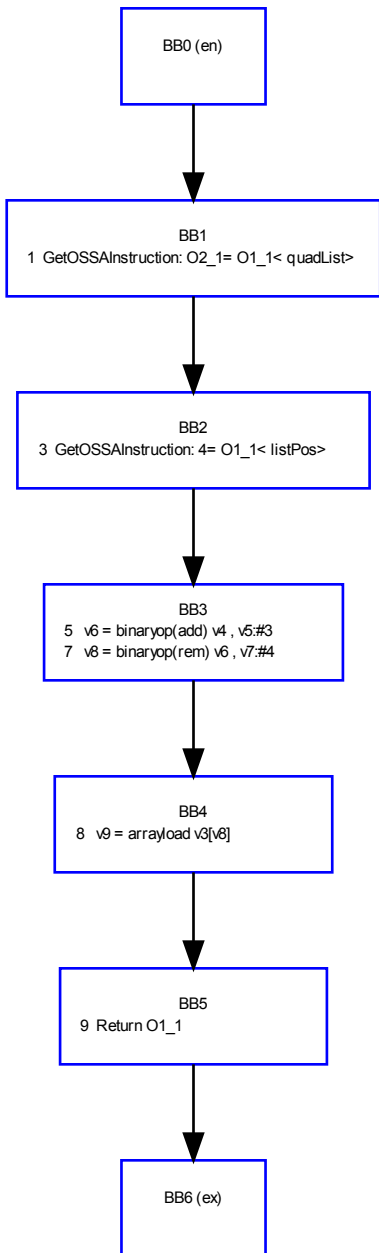 BB0 (en)
BB1
1 GetOSSAInstruction: O2_1= O1_1< quadList>
BB2
3 GetOSSAInstruction: 4= O1_1< listPos>
BB3
5 v6 = binaryop(add) v4 , v5:#3
7 v8 = binaryop(rem) v6 , v7:#4
BB4
8 v9 = arrayload v3[v8]
BB5
9 Return O1_1
BB6 (ex)